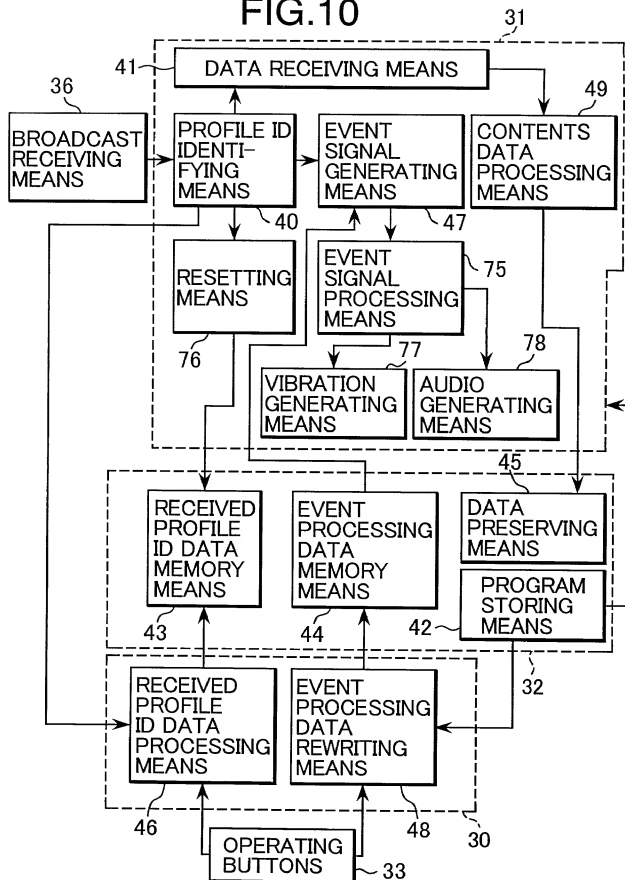 FIG.10
31
41
DATA RECEIVING MEANS
36
49
BROADCAST
RECEIVING
MEANS
PROFILE ID
IDENTI-
FYING
MEANS
EVENT
SIGNAL
GENERATING
MEANS
CONTENTS
DATA
PROCESSING
MEANS
40
47
RESETTING
MEANS
EVENT
SIGNAL
PROCESSING
MEANS
75
76
77
78
VIBRATION
GENERATING
MEANS
AUDIO
GENERATING
MEANS
45
RECEIVED
PROFILE
ID DATA
MEMORY
MEANS
EVENT
PROCESSING
DATA
MEMORY
MEANS
DATA
PRESERVING
MEANS
PROGRAM
STORING
MEANS
43
44
42
32
RECEIVED
PROFILE
ID DATA
PROCESSING
MEANS
EVENT
PROCESSING
DATA
REWRITING
MEANS
46
48
30
OPERATING
BUTTONS
33